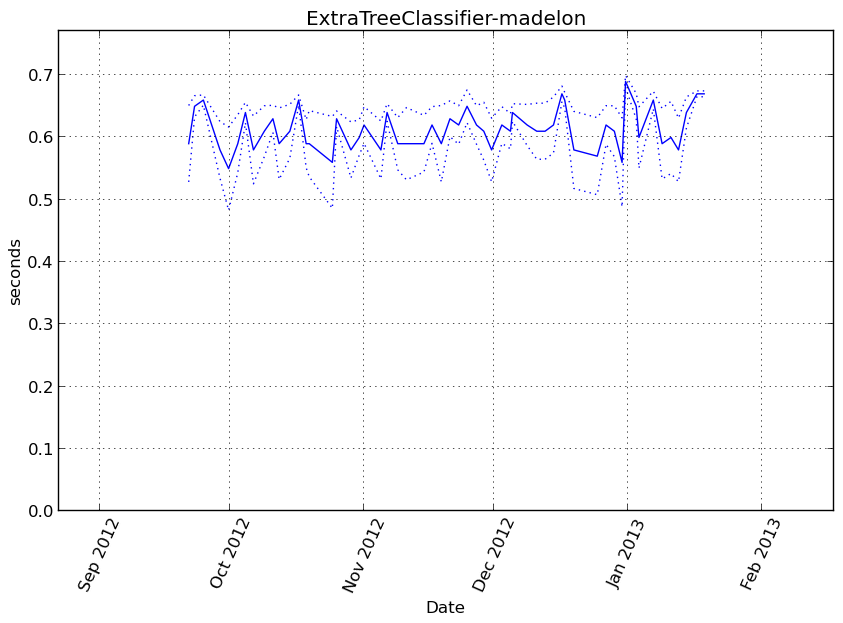 ExtraTreeClassifier-madelon
0.7
0.6
0.5
0.4
0.3
0.2
0.1
0.0
seconds
Sep 2012
Oct 2012
Nov 2012
Dec 2012
Jan 2013
Feb 2013
Date